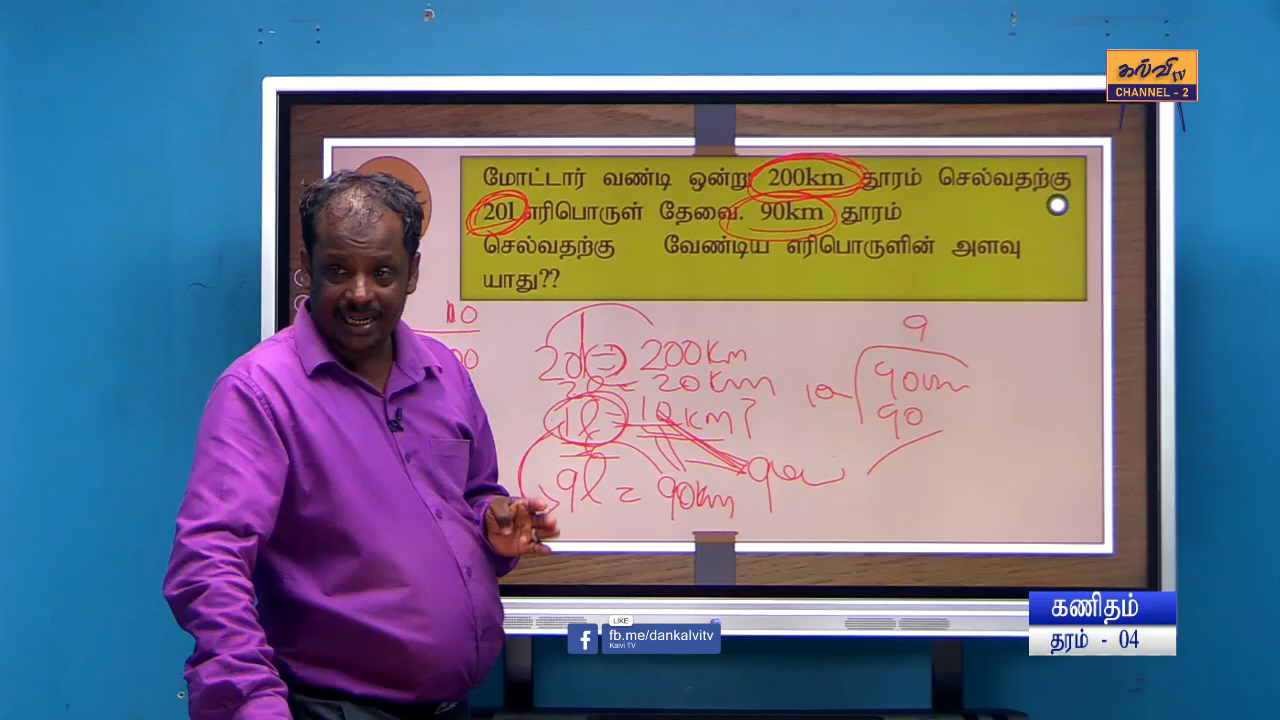 கல்வி tv
CHANNEL - 2
மோட்டார் வண்டி ஒன்று 200km தூரம் செல்வதற்கு
20l எரிபொருள் தேவை. 90km தூரம்
செல்வதற்கு வேண்டிய எரிபொருளின் அளவு
யாது??
10
20l = 200km
2l = 20km
1l = 10km?
9l = 90km
9
10 90km
90
கணிதம்
தரம் - 04
LIKE
fb.me/dankalvitv
Kalvi TV